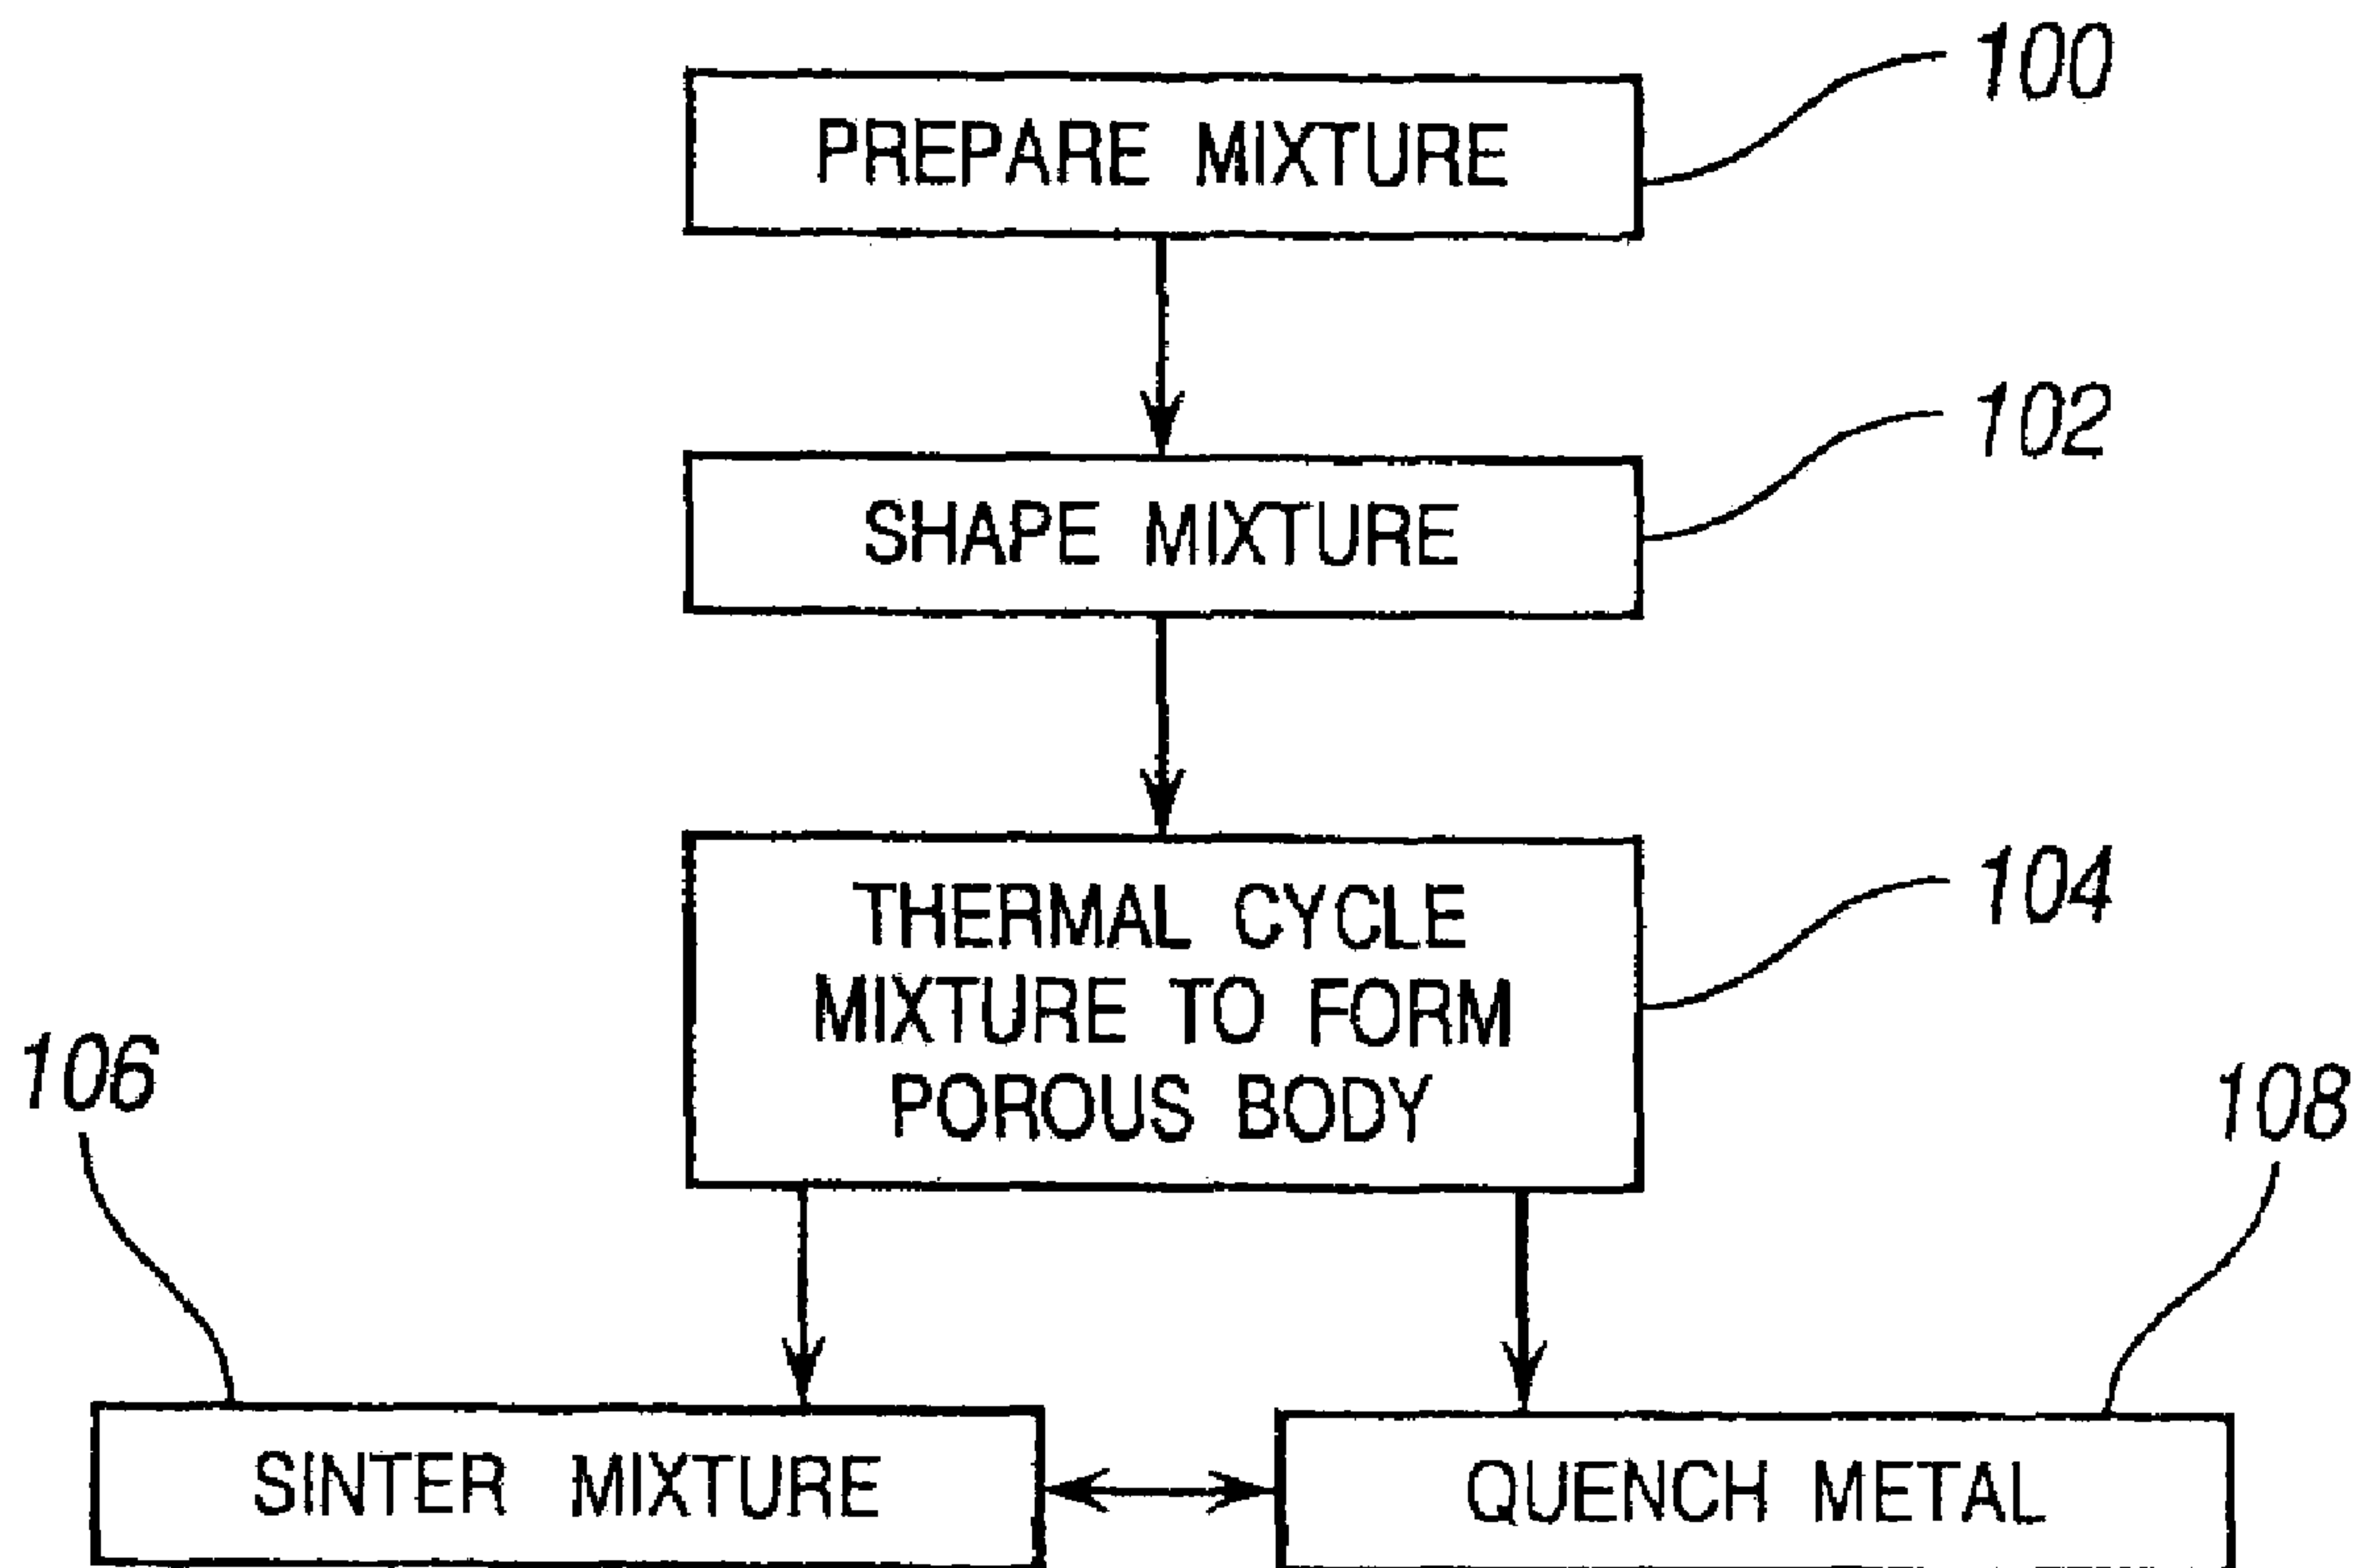 100
PREPARE MIXTURE
102
SHAPE MIXTURE
104
THERMAL CYCLE
MIXTURE TO FORM
POROUS BODY
106
108
SINTER MIXTURE
QUENCH METAL